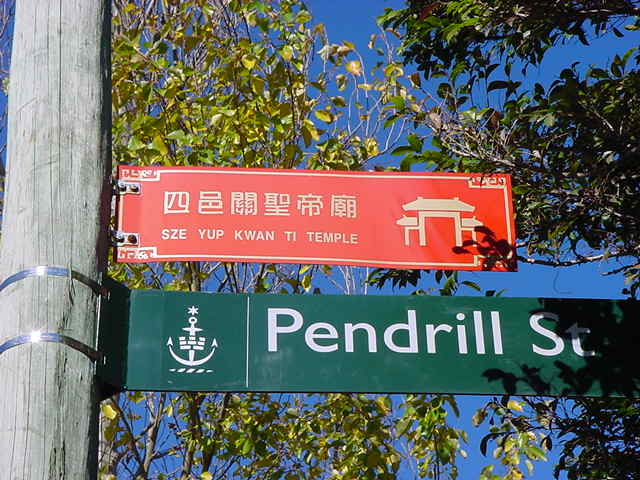 四邑關聖帝廟
SZE YUP KWAN TI TEMPLE
Pendrill St